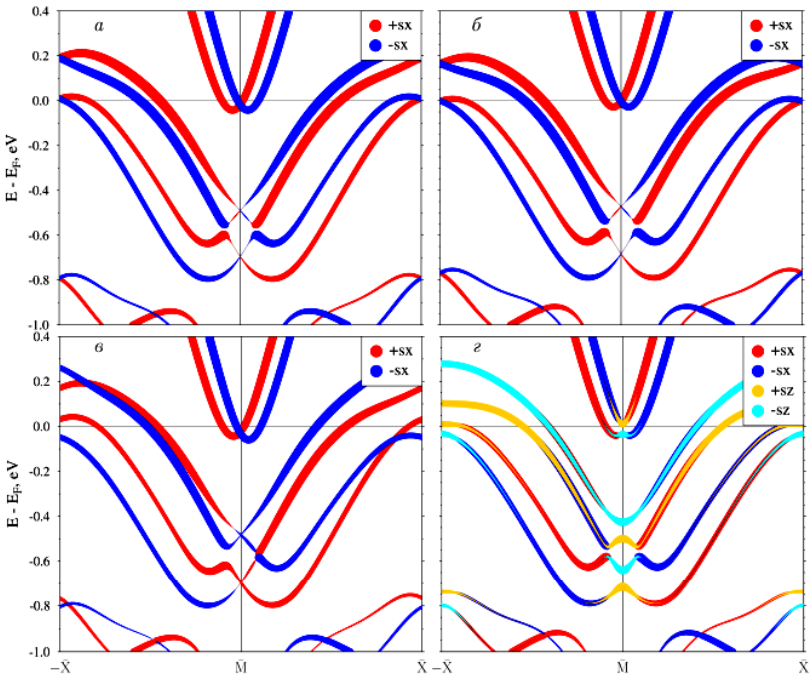 а
+sx
-sx
б
+sx
-sx
0.4
0.2
0.0
-0.2
-0.4
-0.6
-0.8
-1.0
E - EF, eV
в
+sx
-sx
г
+sx
-sx
+sz
-sz
0.4
0.2
0.0
-0.2
-0.4
-0.6
-0.8
-1.0
E - EF, eV
−X̄
M̄
X̄
−X̄
M̄
X̄